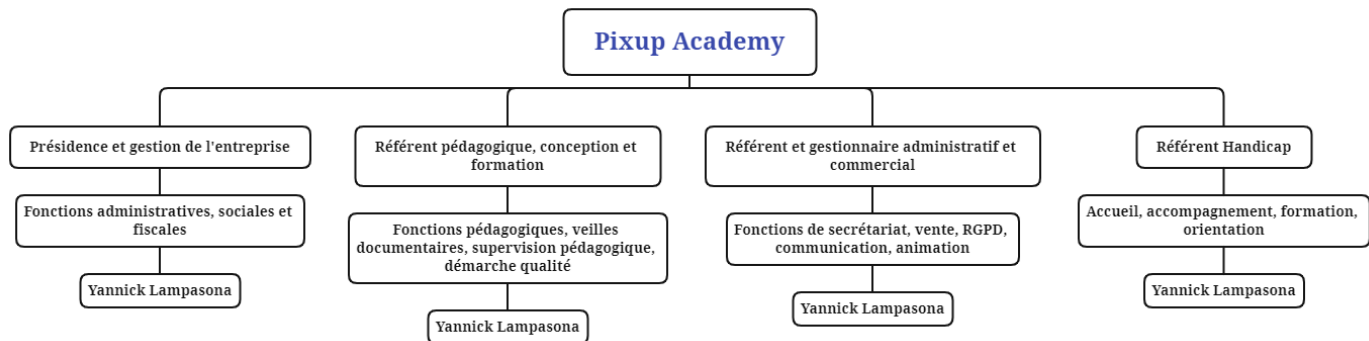 Pixup Academy
Présidence et gestion de l'entreprise
Fonctions administratives, sociales et
fiscales
Yannick Lampasona
Référent pédagogique, conception et
formation
Fonctions pédagogiques, veilles
documentaires, supervision pédagogique,
démarche qualité
Yannick Lampasona
Référent et gestionnaire administratif et
commercial
Fonctions de secrétariat, vente, RGPD,
communication, animation
Yannick Lampasona
Référent Handicap
Accueil, accompagnement, formation,
orientation
Yannick Lampasona